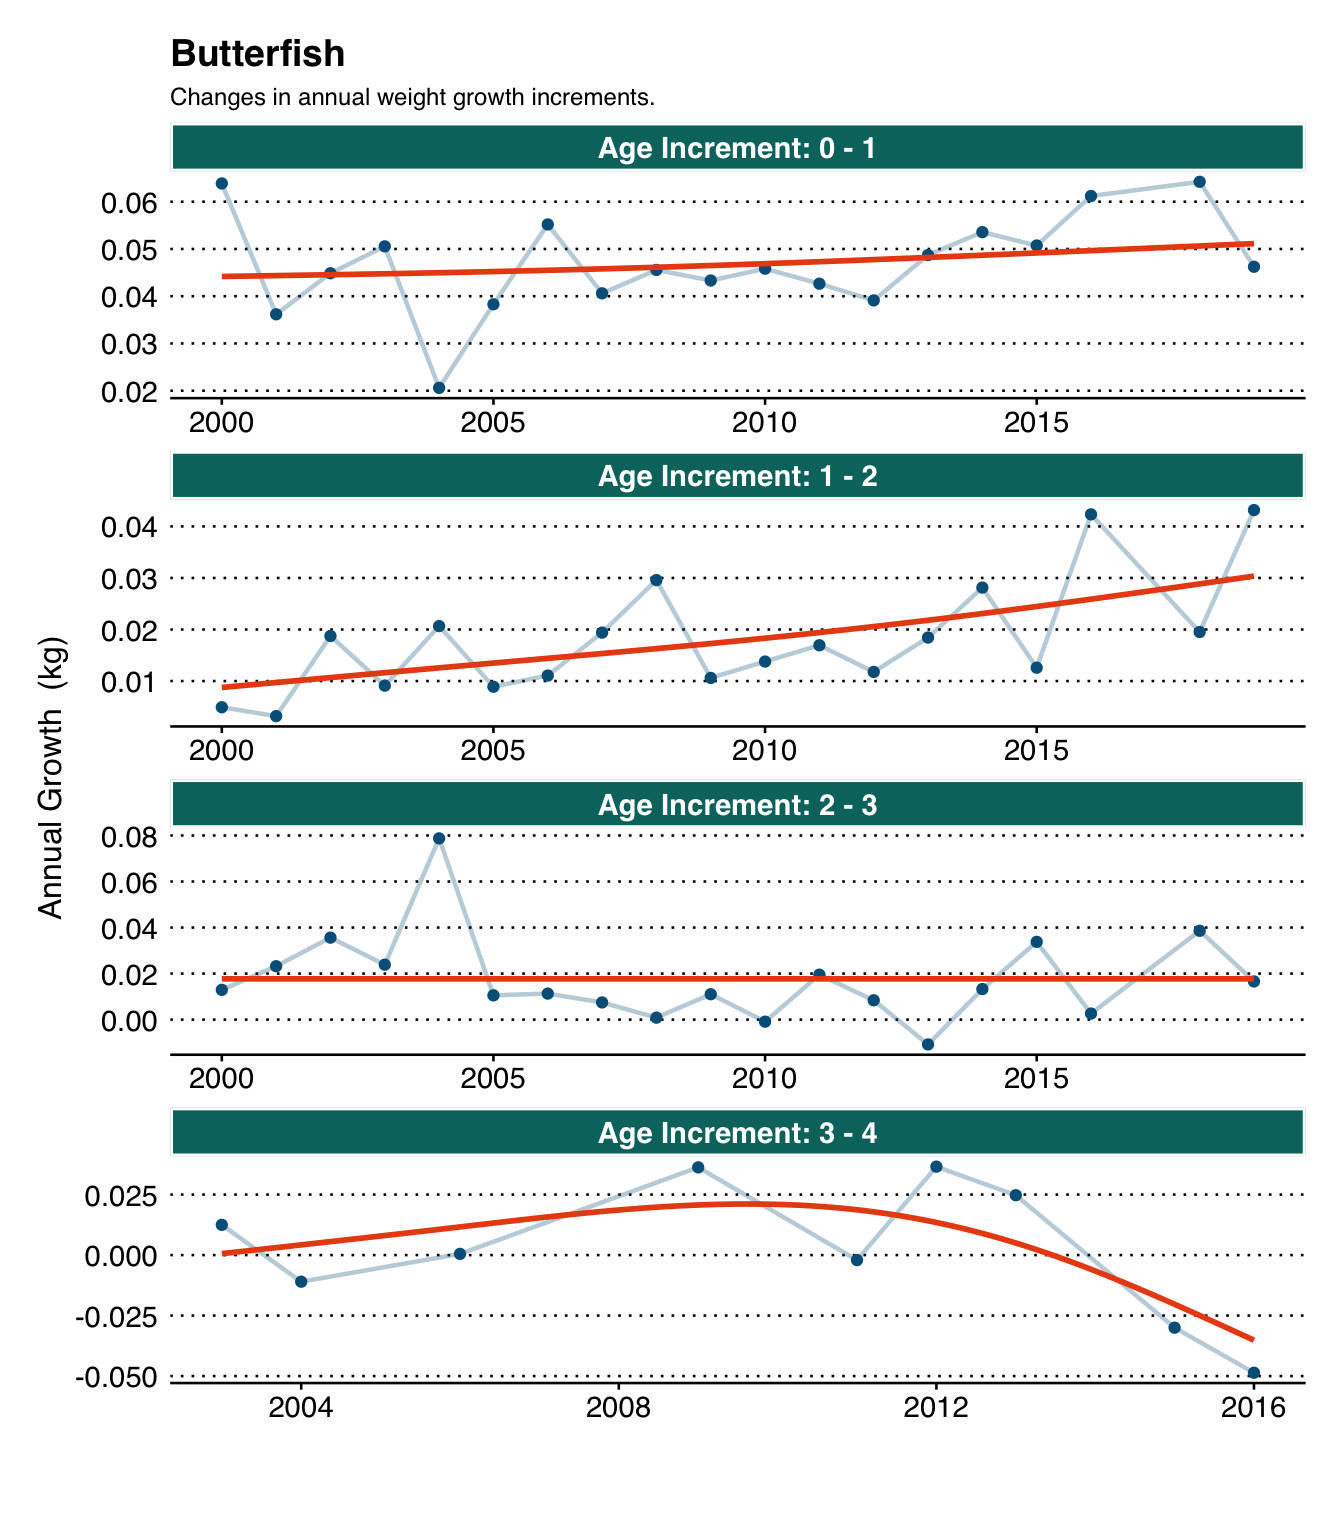 Butterfish
Changes in annual weight growth increments.
Annual Growth  (kg)
Age Increment: 0 - 1
0.06
0.05
0.04
0.03
0.02
2000 2005 2010 2015
Age Increment: 1 - 2
0.04
0.03
0.02
0.01
2000 2005 2010 2015
Age Increment: 2 - 3
0.08
0.06
0.04
0.02
0.00
2000 2005 2010 2015
Age Increment: 3 - 4
0.025
0.000
-0.025
-0.050
2004 2008 2012 2016